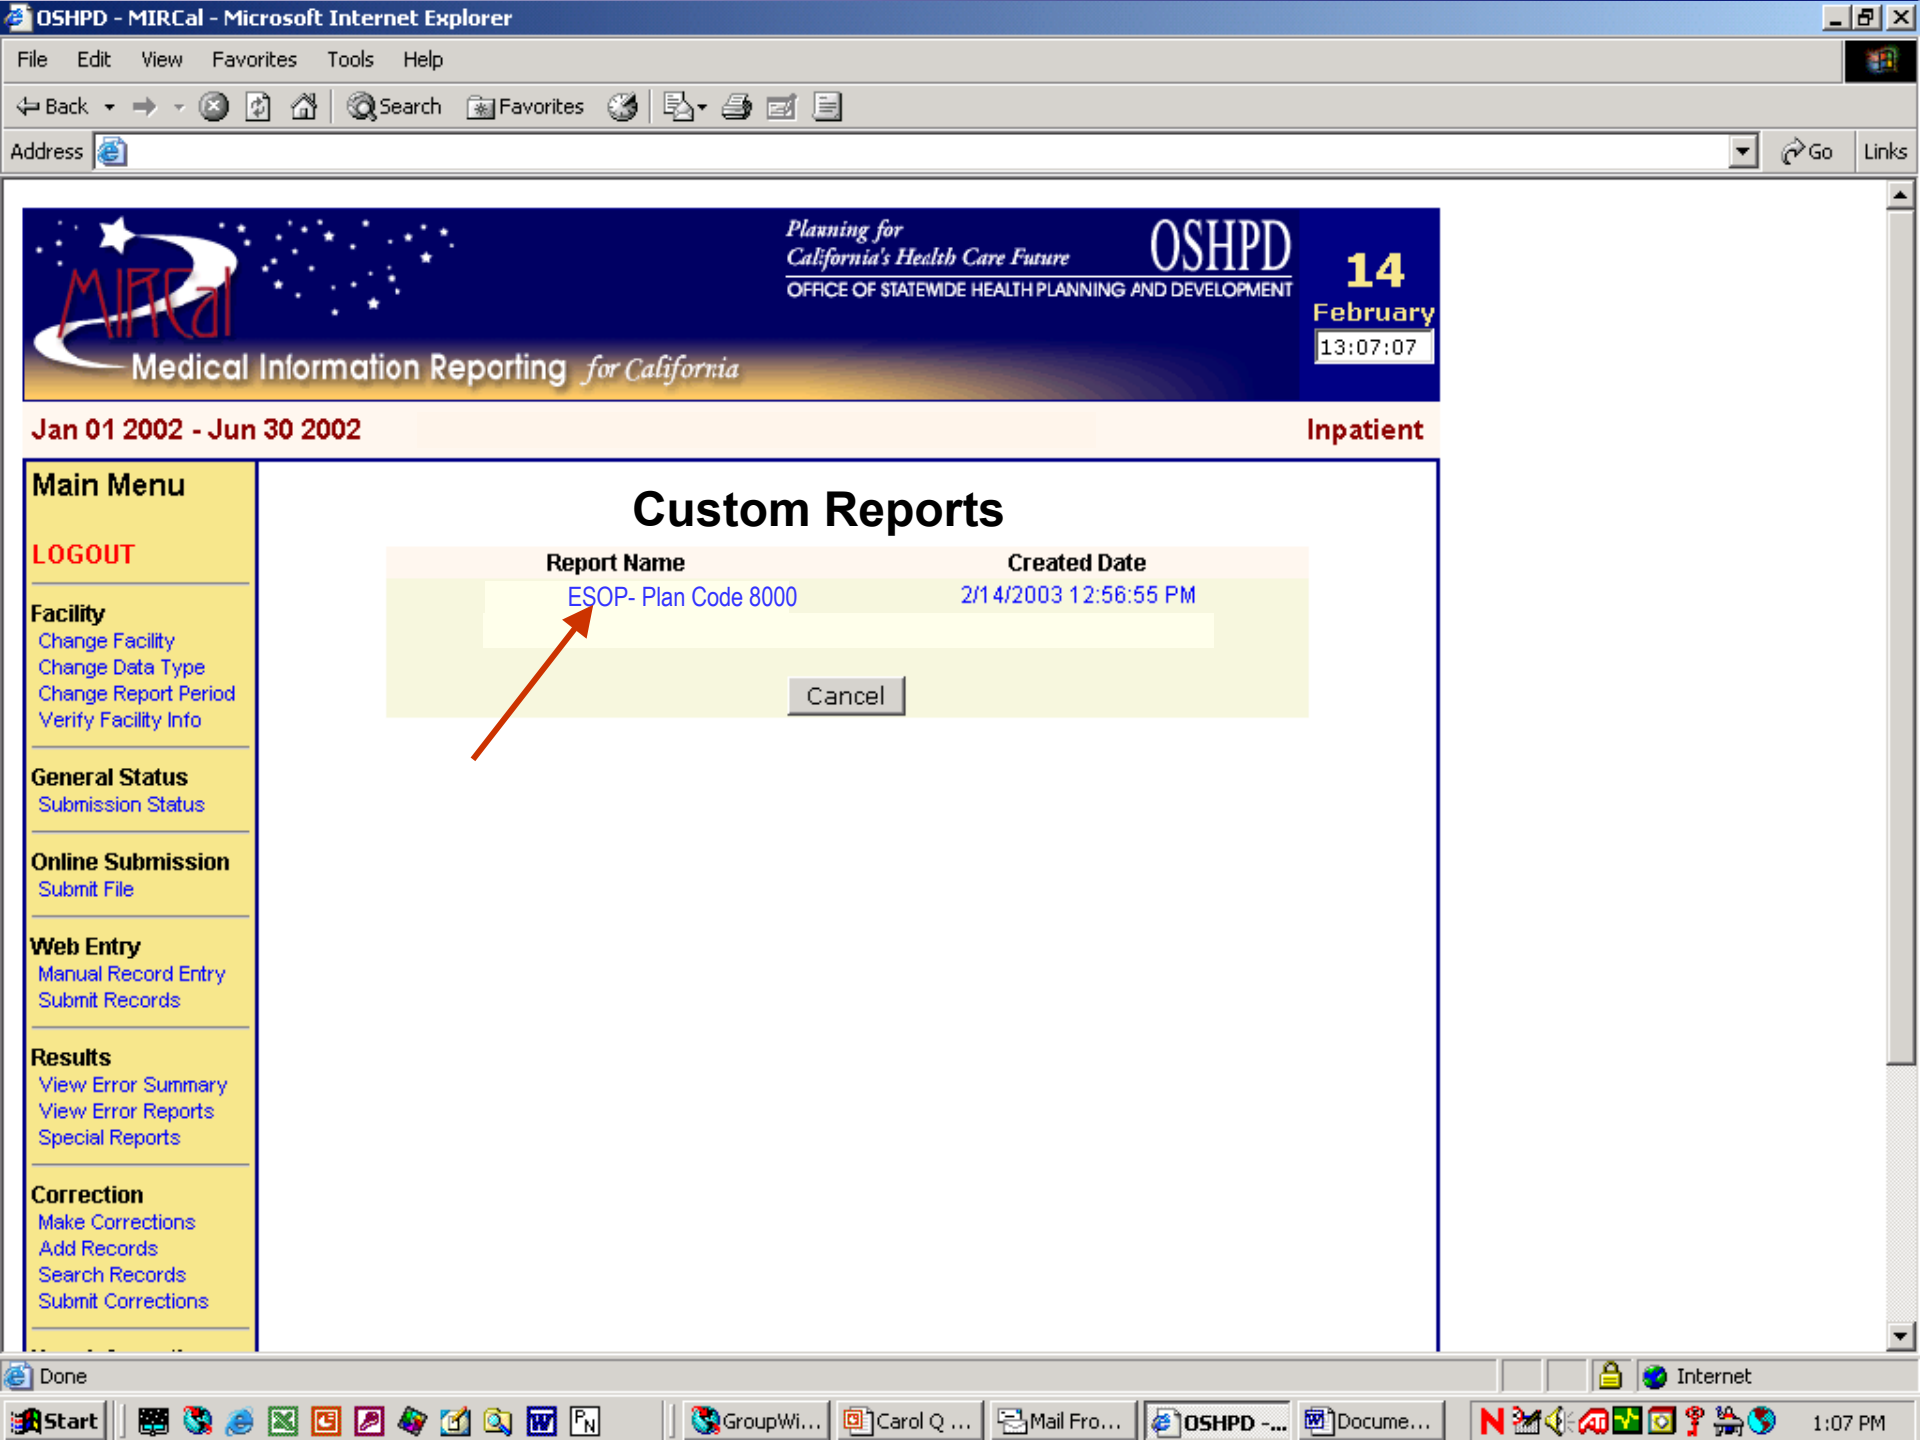 OSHPD - MIRCal - Microsoft Internet Explorer
File Edit View Favorites Tools Help
Back Search Favorites
Address Go Links
Planning for
California's Health Care Future
OSHPD
OFFICE OF STATEWIDE HEALTH PLANNING AND DEVELOPMENT
14
February
13:07:07
MIRCal
Medical Information Reporting for California
Jan 01 2002 - Jun 30 2002 Inpatient
Main Menu
LOGOUT
Facility
Change Facility
Change Data Type
Change Report Period
Verify Facility Info
General Status
Submission Status
Online Submission
Submit File
Web Entry
Manual Record Entry
Submit Records
Results
View Error Summary
View Error Reports
Special Reports
Correction
Make Corrections
Add Records
Search Records
Submit Corrections
Custom Reports
Report Name Created Date
ESOP- Plan Code 8000 2/14/2003 12:56:55 PM
Cancel
Done Internet
Start GroupWi... Carol Q ... Mail Fro... OSHPD -... Docume... 1:07 PM